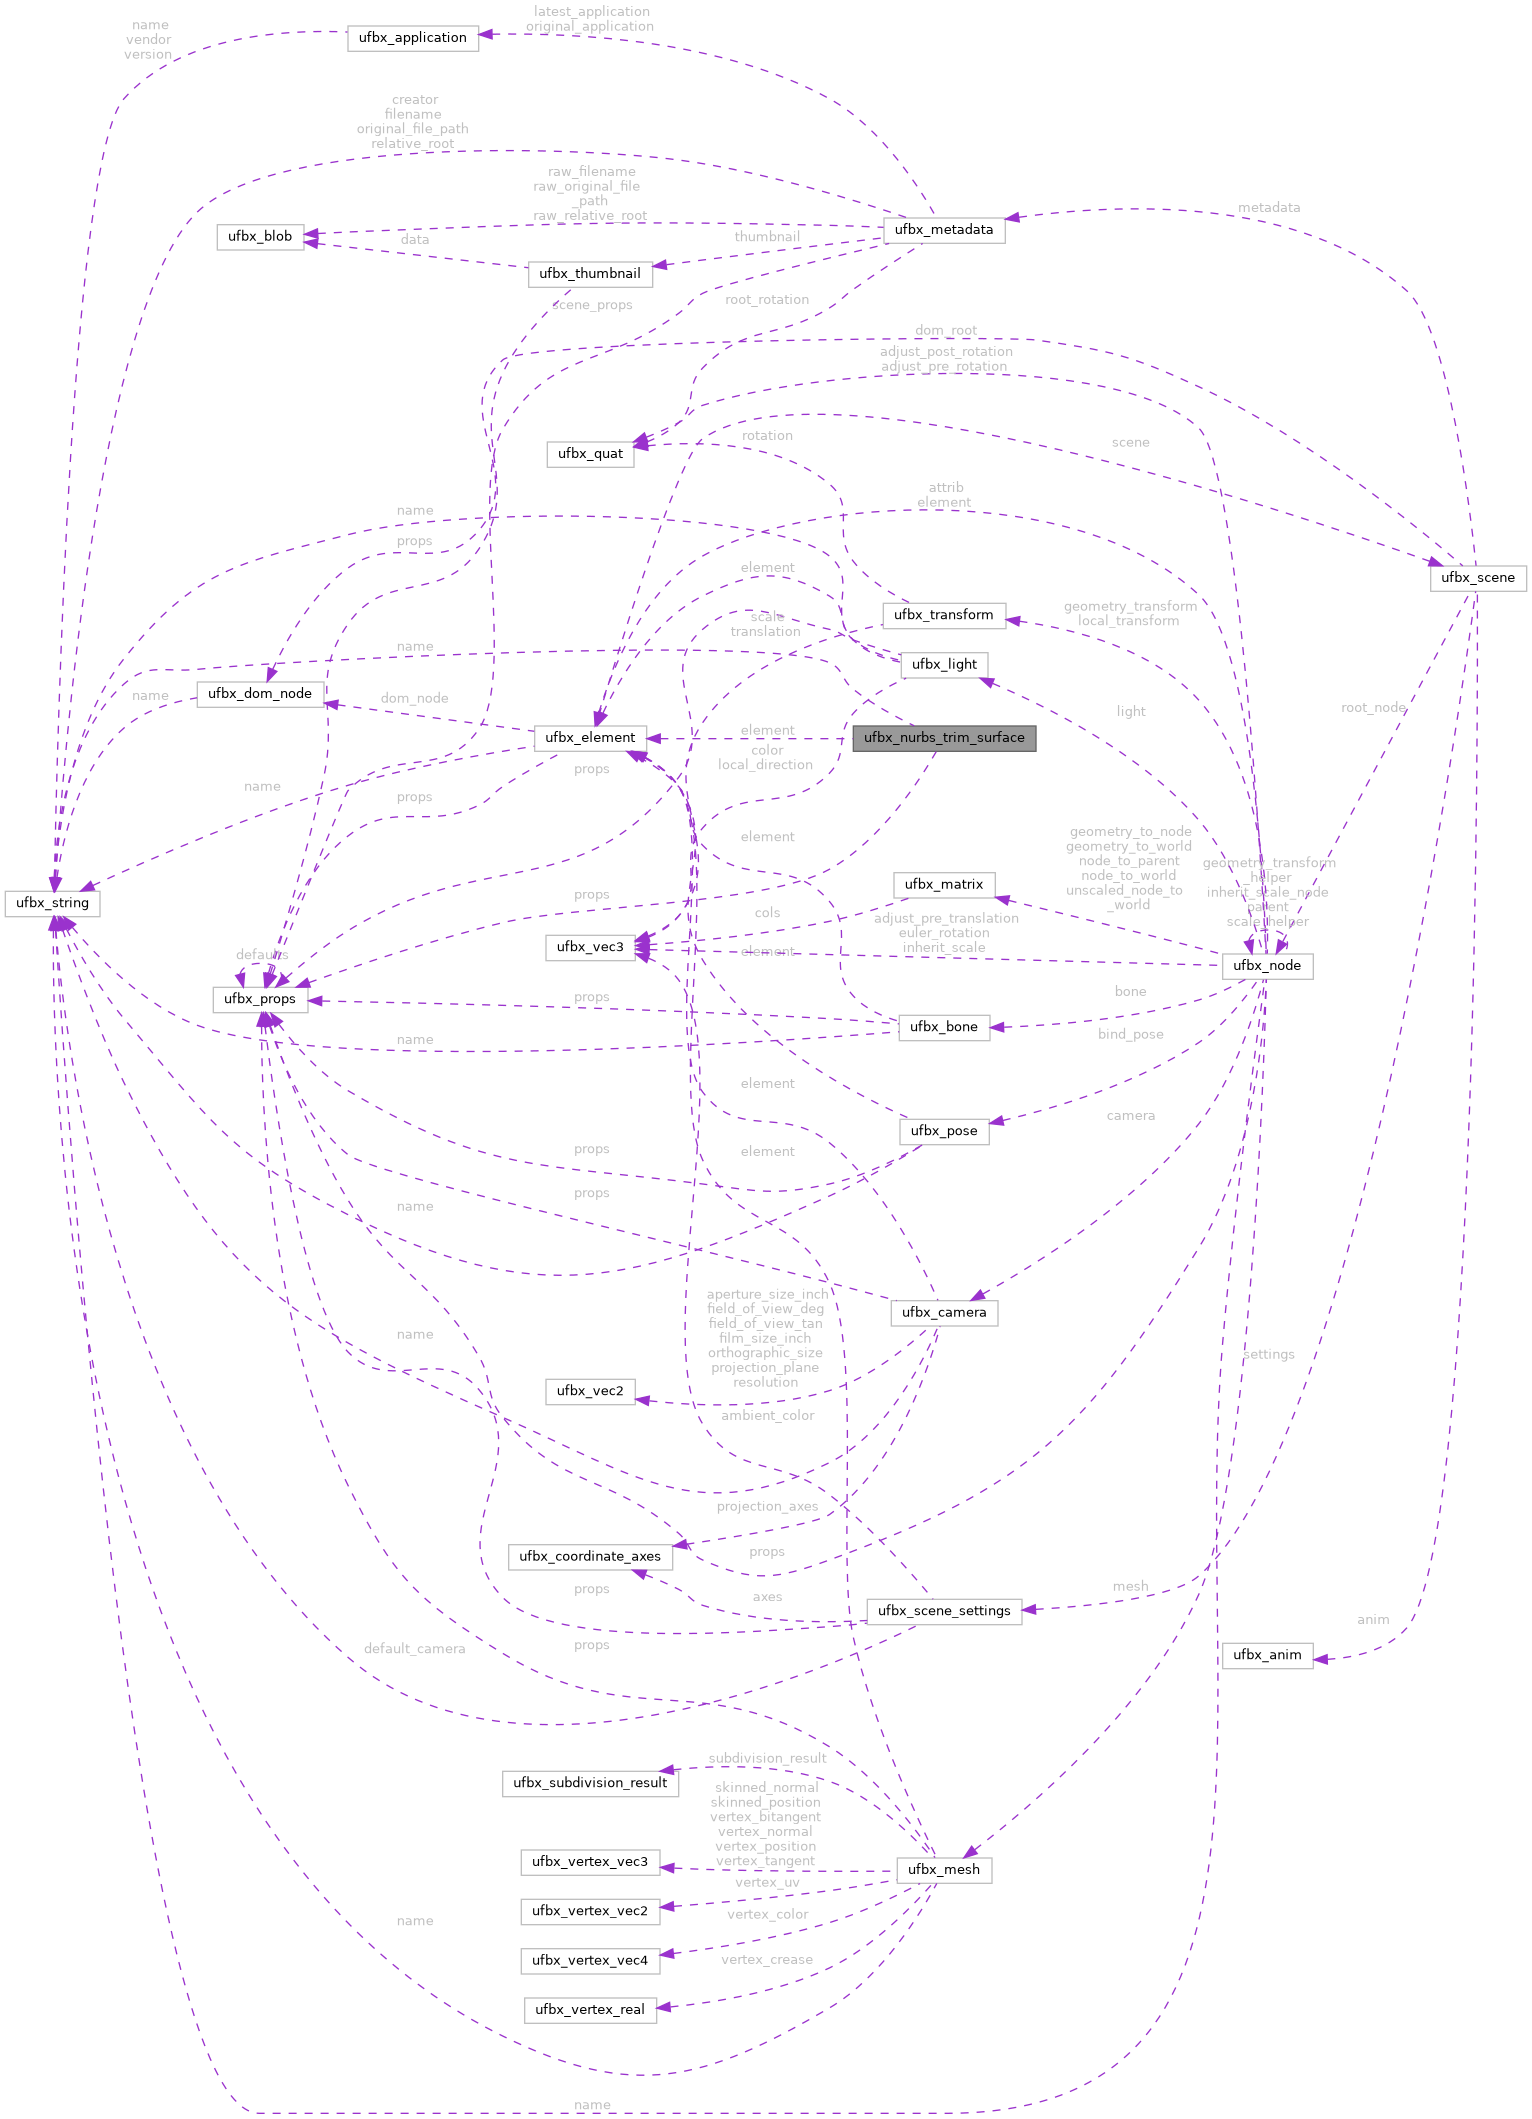 latest_application
original_application
name
vendor
version
ufbx_application
creator
filename
original_file_path
relative_root
raw_filename
raw_original_file
_path
raw_relative_root
metadata
ufbx_metadata
ufbx_blob
data
thumbnail
ufbx_thumbnail
scene_props
root_rotation
dom_root
adjust_post_rotation
adjust_pre_rotation
rotation
scene
ufbx_quat
attrib
element
name
props
element
ufbx_scene
geometry_transform
local_transform
ufbx_transform
scale
translation
name
ufbx_light
ufbx_dom_node
name
dom_node
root_node
light
ufbx_element
element
ufbx_nurbs_trim_surface
color
local_direction
props
name
props
element
geometry_to_node
geometry_to_world
node_to_parent
node_to_world
unscaled_node_to
_world
geometry_transform
_helper
inherit_scale_node
parent
scale_helper
ufbx_matrix
props
ufbx_string
cols
adjust_pre_translation
euler_rotation
inherit_scale
ufbx_vec3
element
defaults
ufbx_node
ufbx_props
props
bone
ufbx_bone
name
bind_pose
element
camera
ufbx_pose
props
element
props
name
aperture_size_inch
field_of_view_deg
field_of_view_tan
film_size_inch
orthographic_size
projection_plane
resolution
ufbx_camera
name
settings
ufbx_vec2
ambient_color
projection_axes
ufbx_coordinate_axes
props
props
axes
mesh
ufbx_scene_settings
anim
default_camera
props
ufbx_anim
subdivision_result
ufbx_subdivision_result
skinned_normal
skinned_position
vertex_bitangent
vertex_normal
vertex_position
vertex_tangent
ufbx_vertex_vec3
ufbx_mesh
vertex_uv
ufbx_vertex_vec2
vertex_color
name
ufbx_vertex_vec4
vertex_crease
ufbx_vertex_real
name